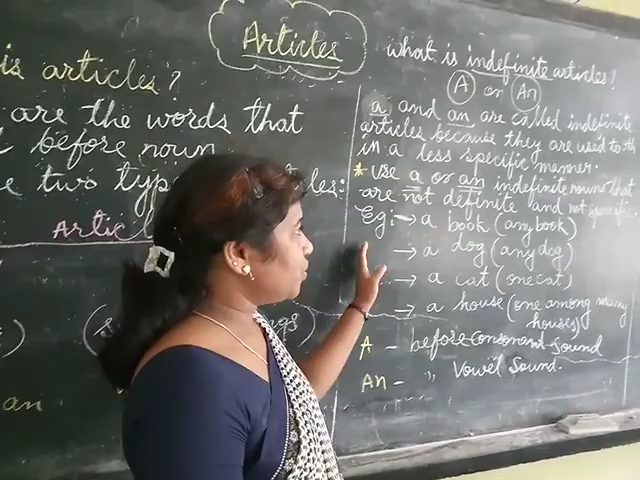 Articles
is articles?
are the words that
before noun
two
Artic
an
what is indefinite articles?
A or An
a, and an are called indefinite
articles because they are used to
in a less specific manner.
* use a or an indefinite nouns that
are not definite and not specific
Eg:→ a book (any book)
→ a dog (any dog)
→ a cat (one cat)
→ a house (one among many
houses)
A - before consonent sound
An - " Vowel Sound.